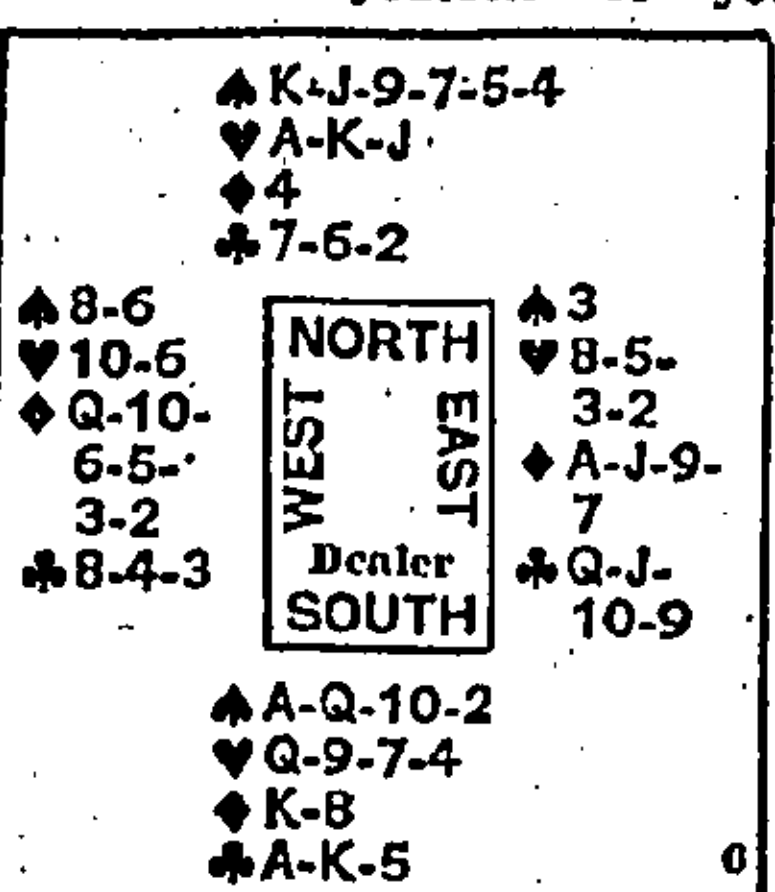 ♠ K-J-9-7-5-4
♥ A-K-J
♦ 4
♣ 7-6-2
♠ 8-6
♥ 10-6
♦ Q-10-
6-5-
3-2
♣ 8-4-3
NORTH
WEST
EAST
Dealer
SOUTH
♠ 3
♥ 8-5-
3-2
♦ A-J-9-
7
♣ Q-J-
10-9
♠ A-Q-10-2
♥ Q-9-7-4
♦ K-8
♣ A-K-5